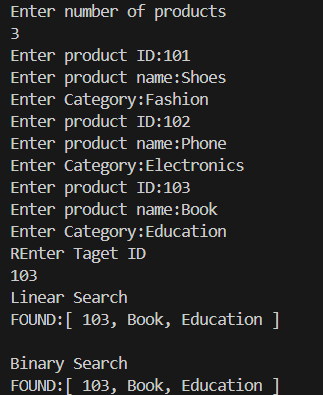 Enter number of products
3
Enter product ID:101
Enter product name:Shoes
Enter Category:Fashion
Enter product ID:102
Enter product name:Phone
Enter Category:Electronics
Enter product ID:103
Enter product name:Book
Enter Category:Education
REnter Taget ID
103
Linear Search
FOUND:[ 103, Book, Education ]
Binary Search
FOUND:[ 103, Book, Education ]